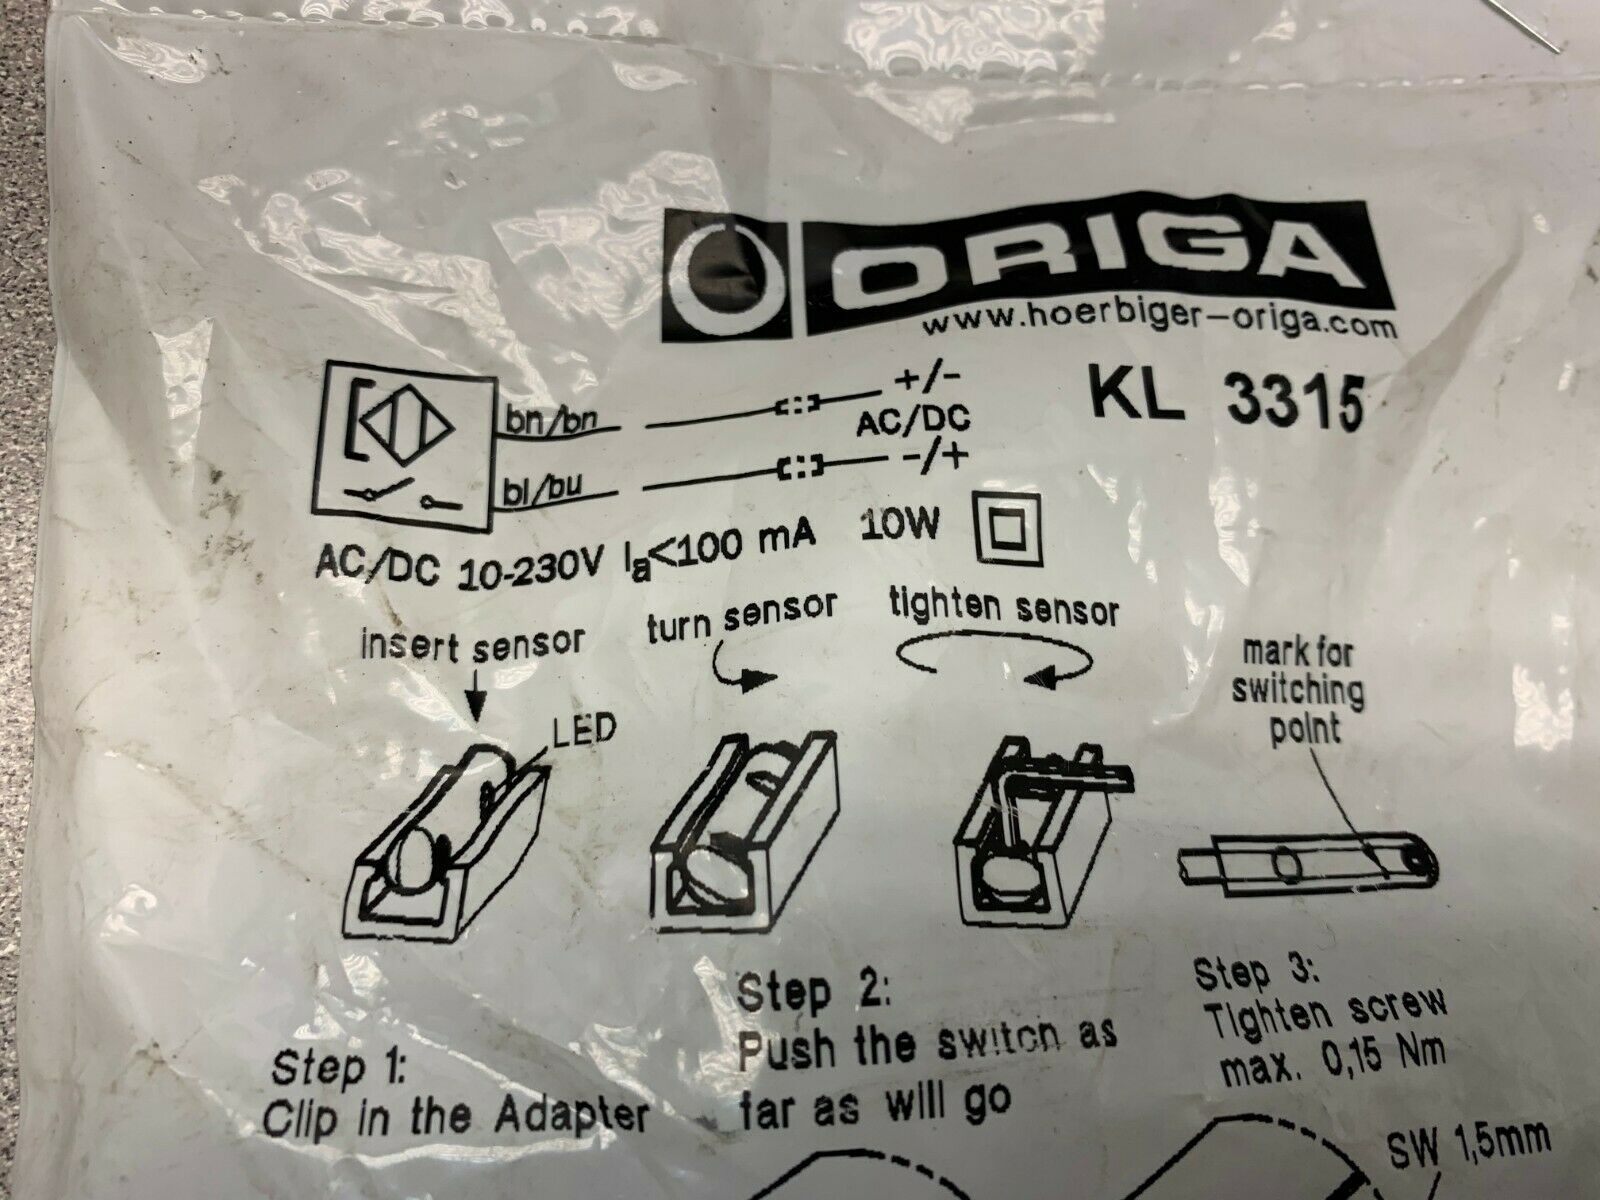 ORIGA
www.hoerbiger-origa.com
KL 3315
bn/bn
+/-
AC/DC
bl/bu
-/+
AC/DC 10-230V Ia<100 mA 10W
insert sensor
turn sensor
tighten sensor
LED
mark for
switching
point
Step 1:
Clip in the Adapter
Step 2:
Push the switch as
far as will go
Step 3:
Tighten screw
max. 0,15 Nm
SW 1,5mm